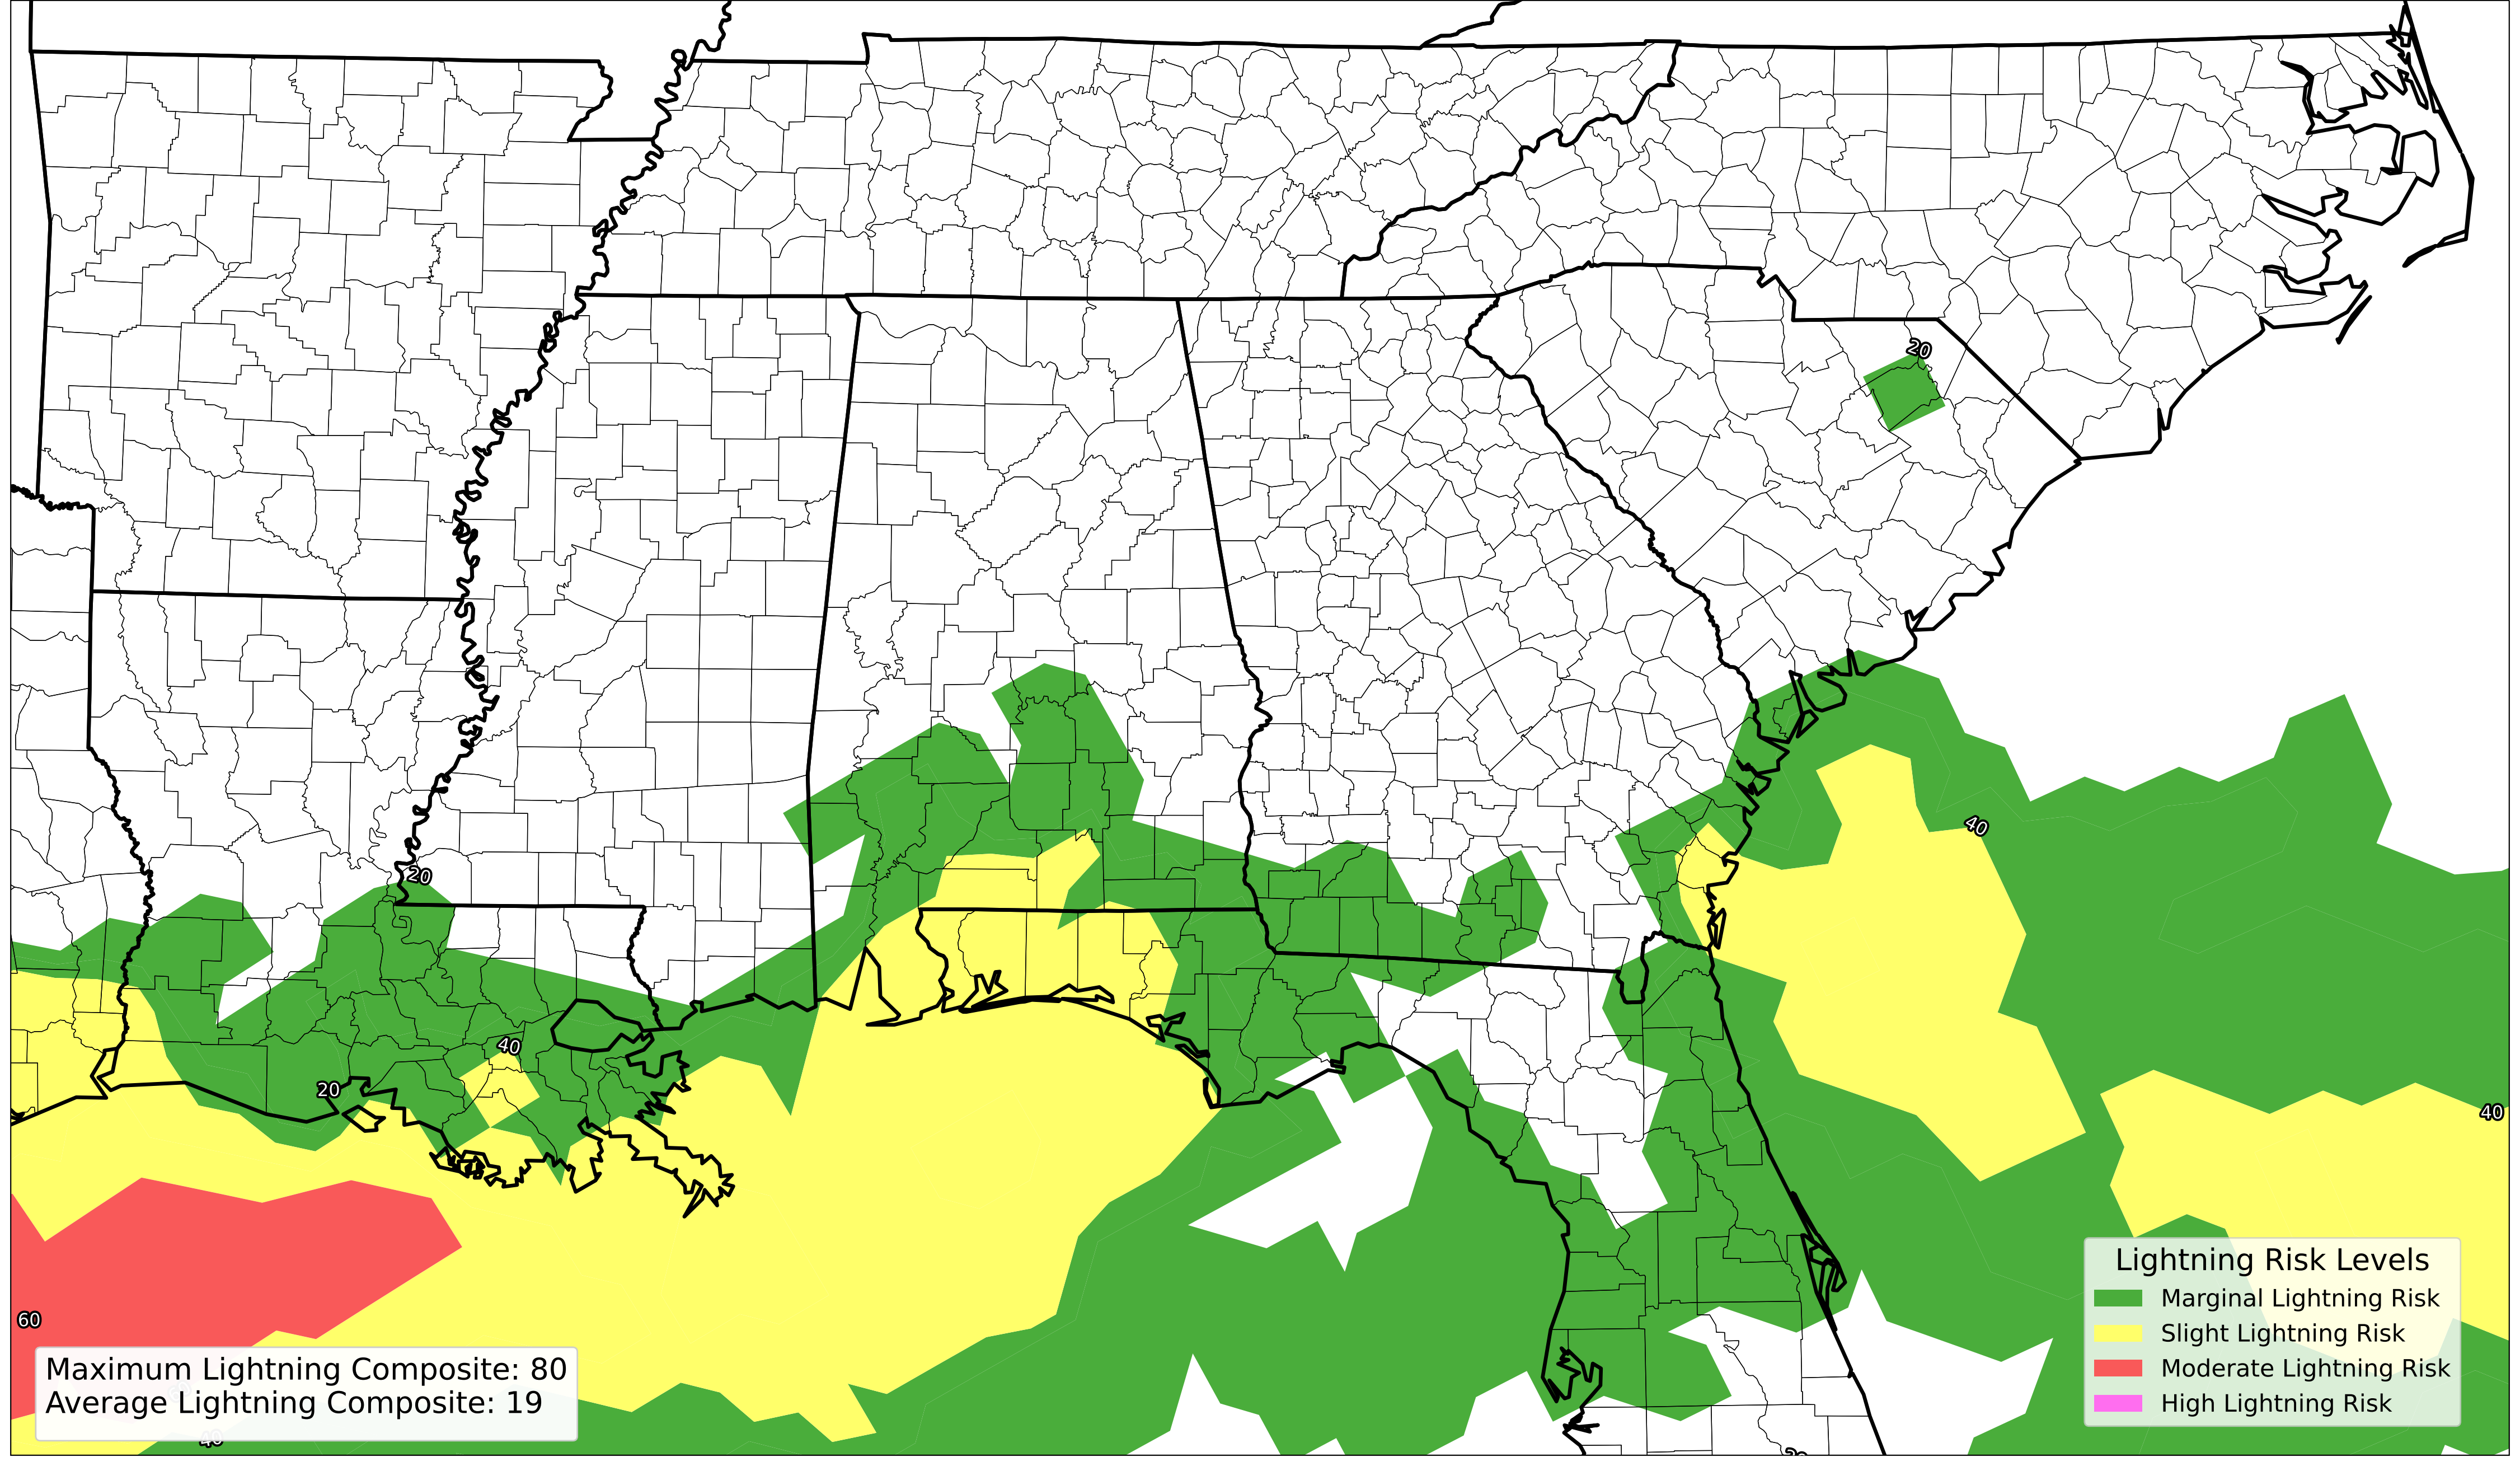 20
20
40
40
20
40
60
Maximum Lightning Composite: 80
Average Lightning Composite: 19
40
Lightning Risk Levels
Marginal Lightning Risk
Slight Lightning Risk
Moderate Lightning Risk
High Lightning Risk